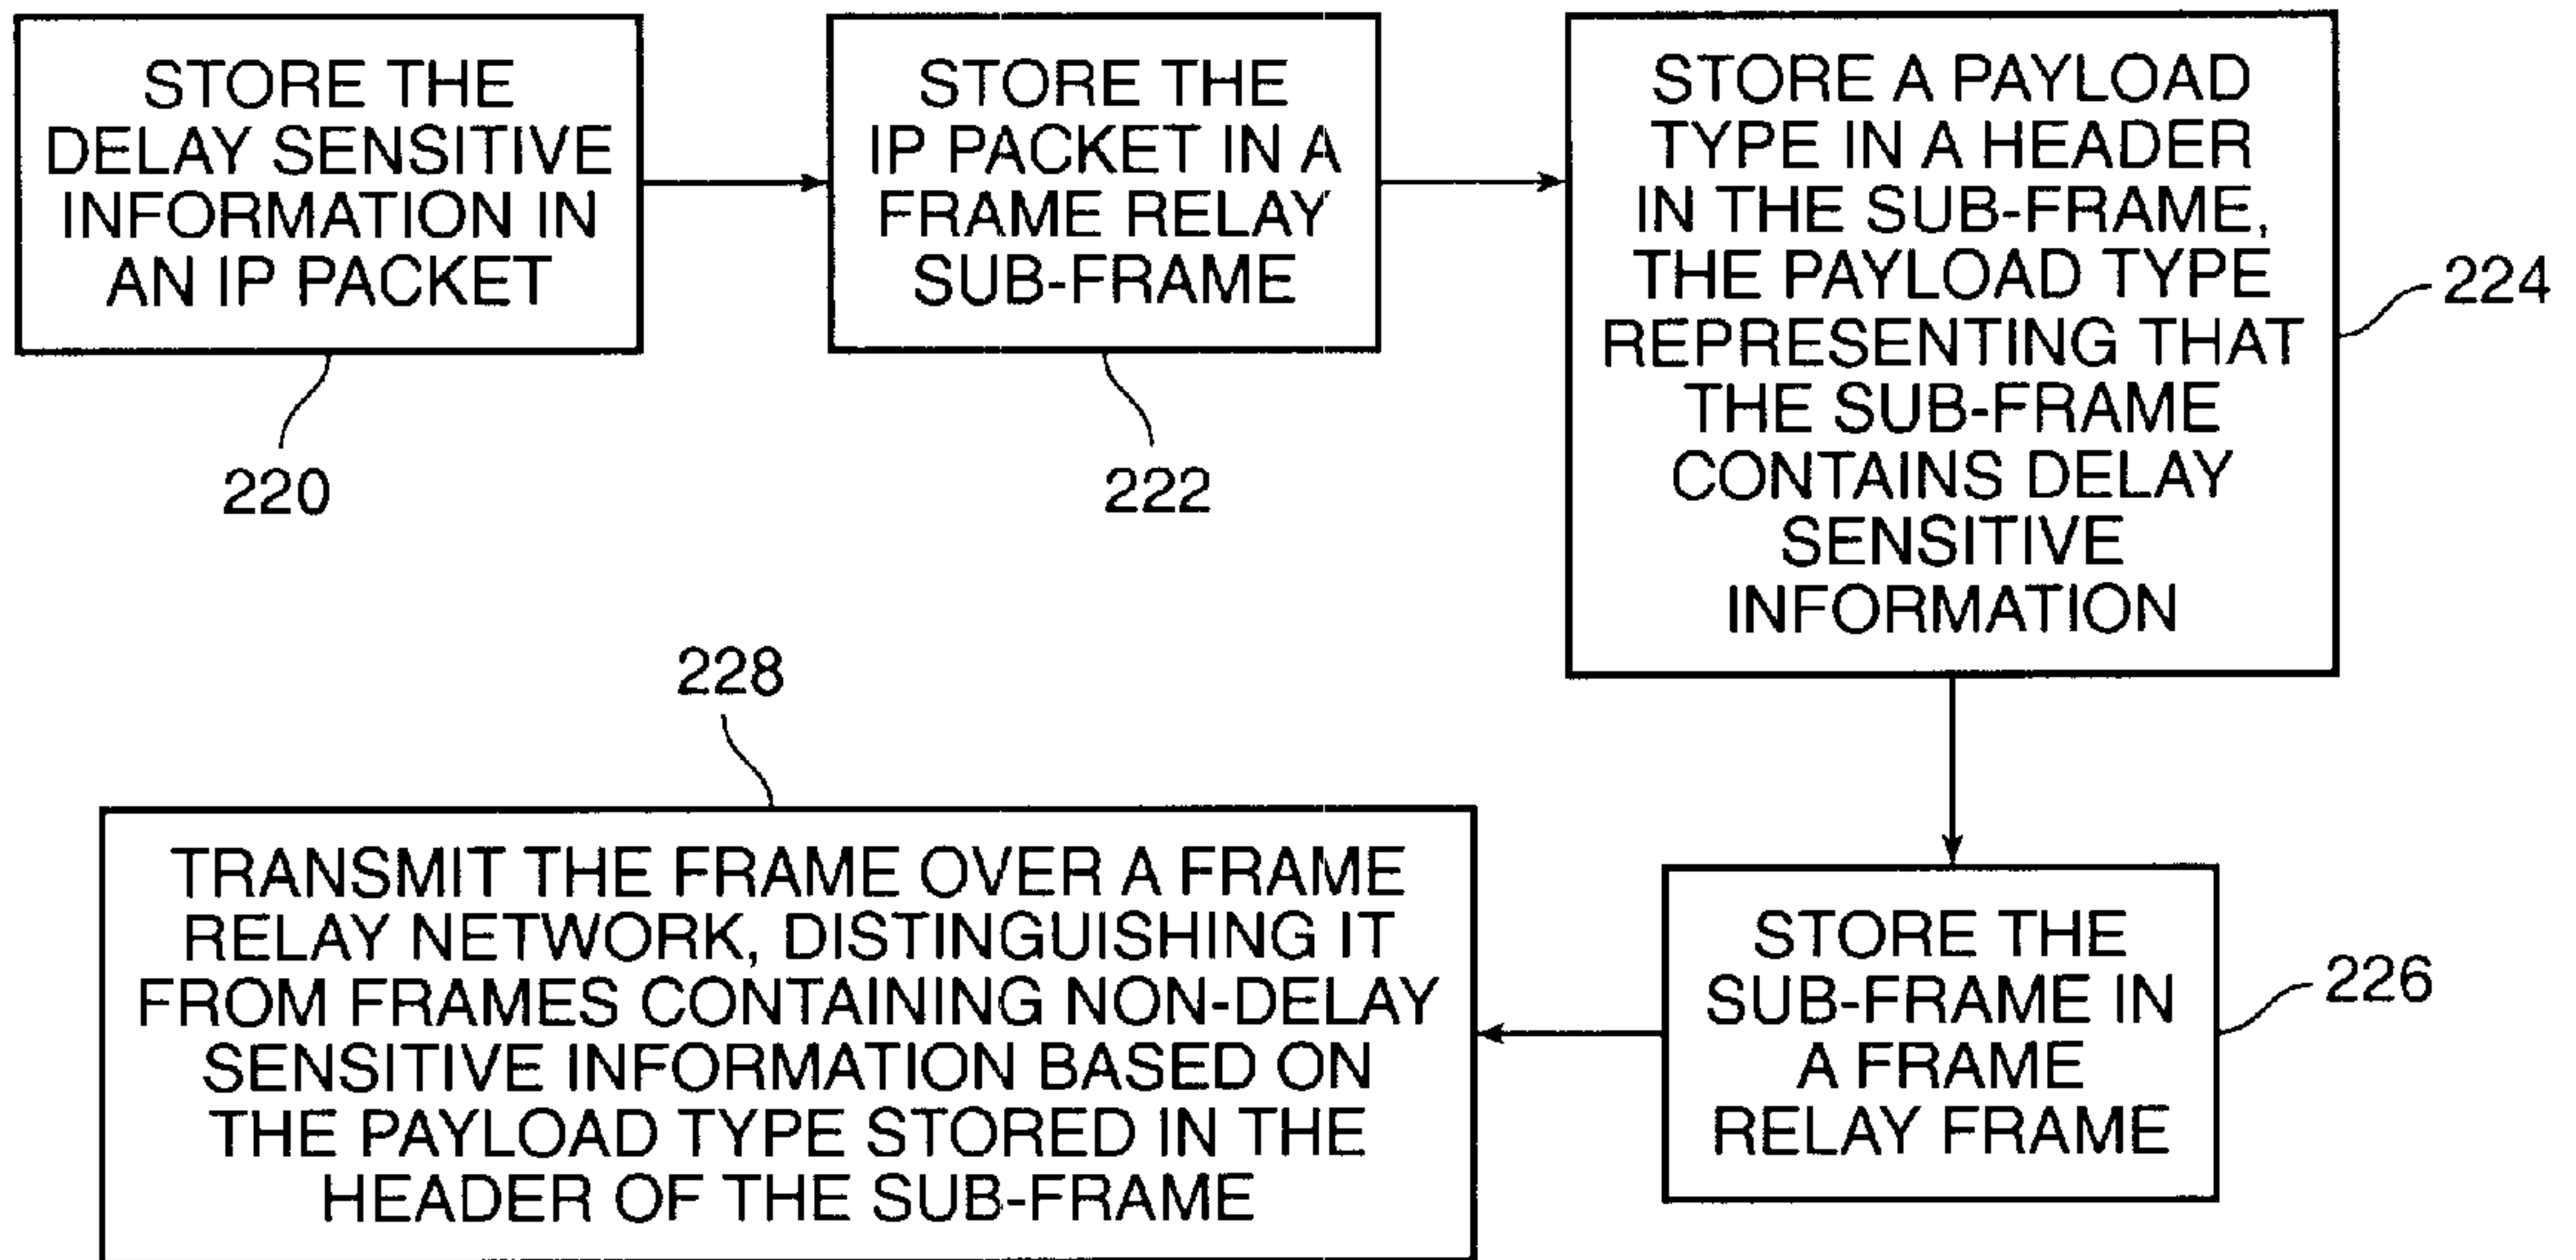 STORE THE
DELAY SENSITIVE
INFORMATION IN
AN IP PACKET
220
STORE THE
IP PACKET IN A
FRAME RELAY
SUB-FRAME
222
STORE A PAYLOAD
TYPE IN A HEADER
IN THE SUB-FRAME,
THE PAYLOAD TYPE
REPRESENTING THAT
THE SUB-FRAME
CONTAINS DELAY
SENSITIVE
INFORMATION
224
STORE THE
SUB-FRAME IN
A FRAME
RELAY FRAME
226
228
TRANSMIT THE FRAME OVER A FRAME
RELAY NETWORK, DISTINGUISHING IT
FROM FRAMES CONTAINING NON-DELAY
SENSITIVE INFORMATION BASED ON
THE PAYLOAD TYPE STORED IN THE
HEADER OF THE SUB-FRAME